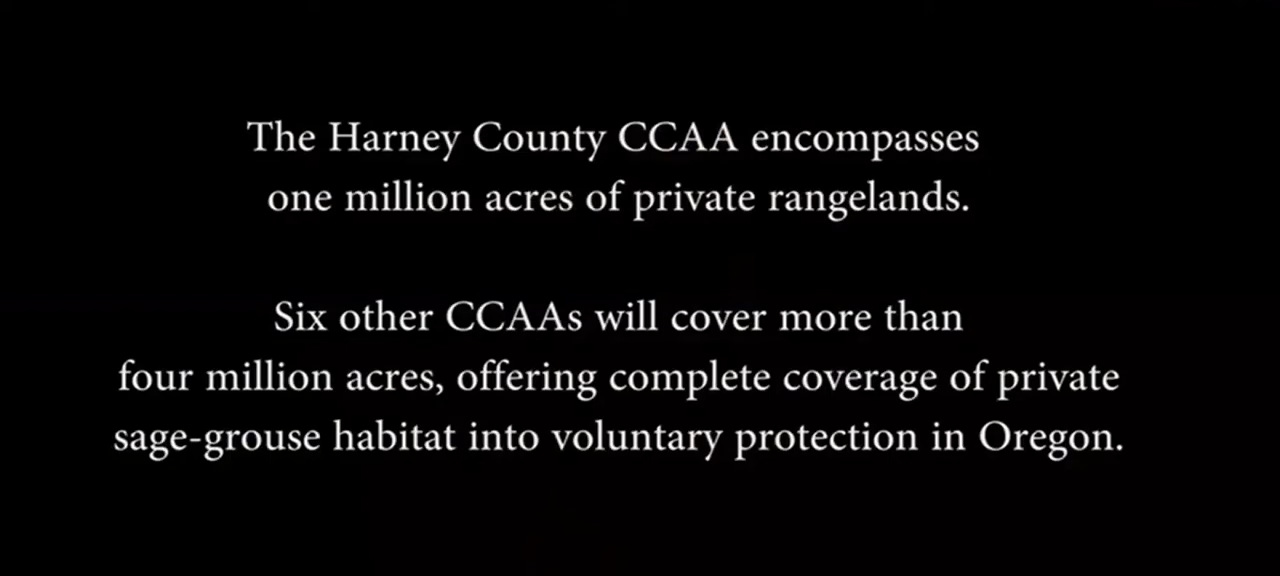 The Harney County CCAA encompasses
one million acres of private rangelands.
Six other CCAAs will cover more than
four million acres, offering complete coverage of private
sage-grouse habitat into voluntary protection in Oregon.